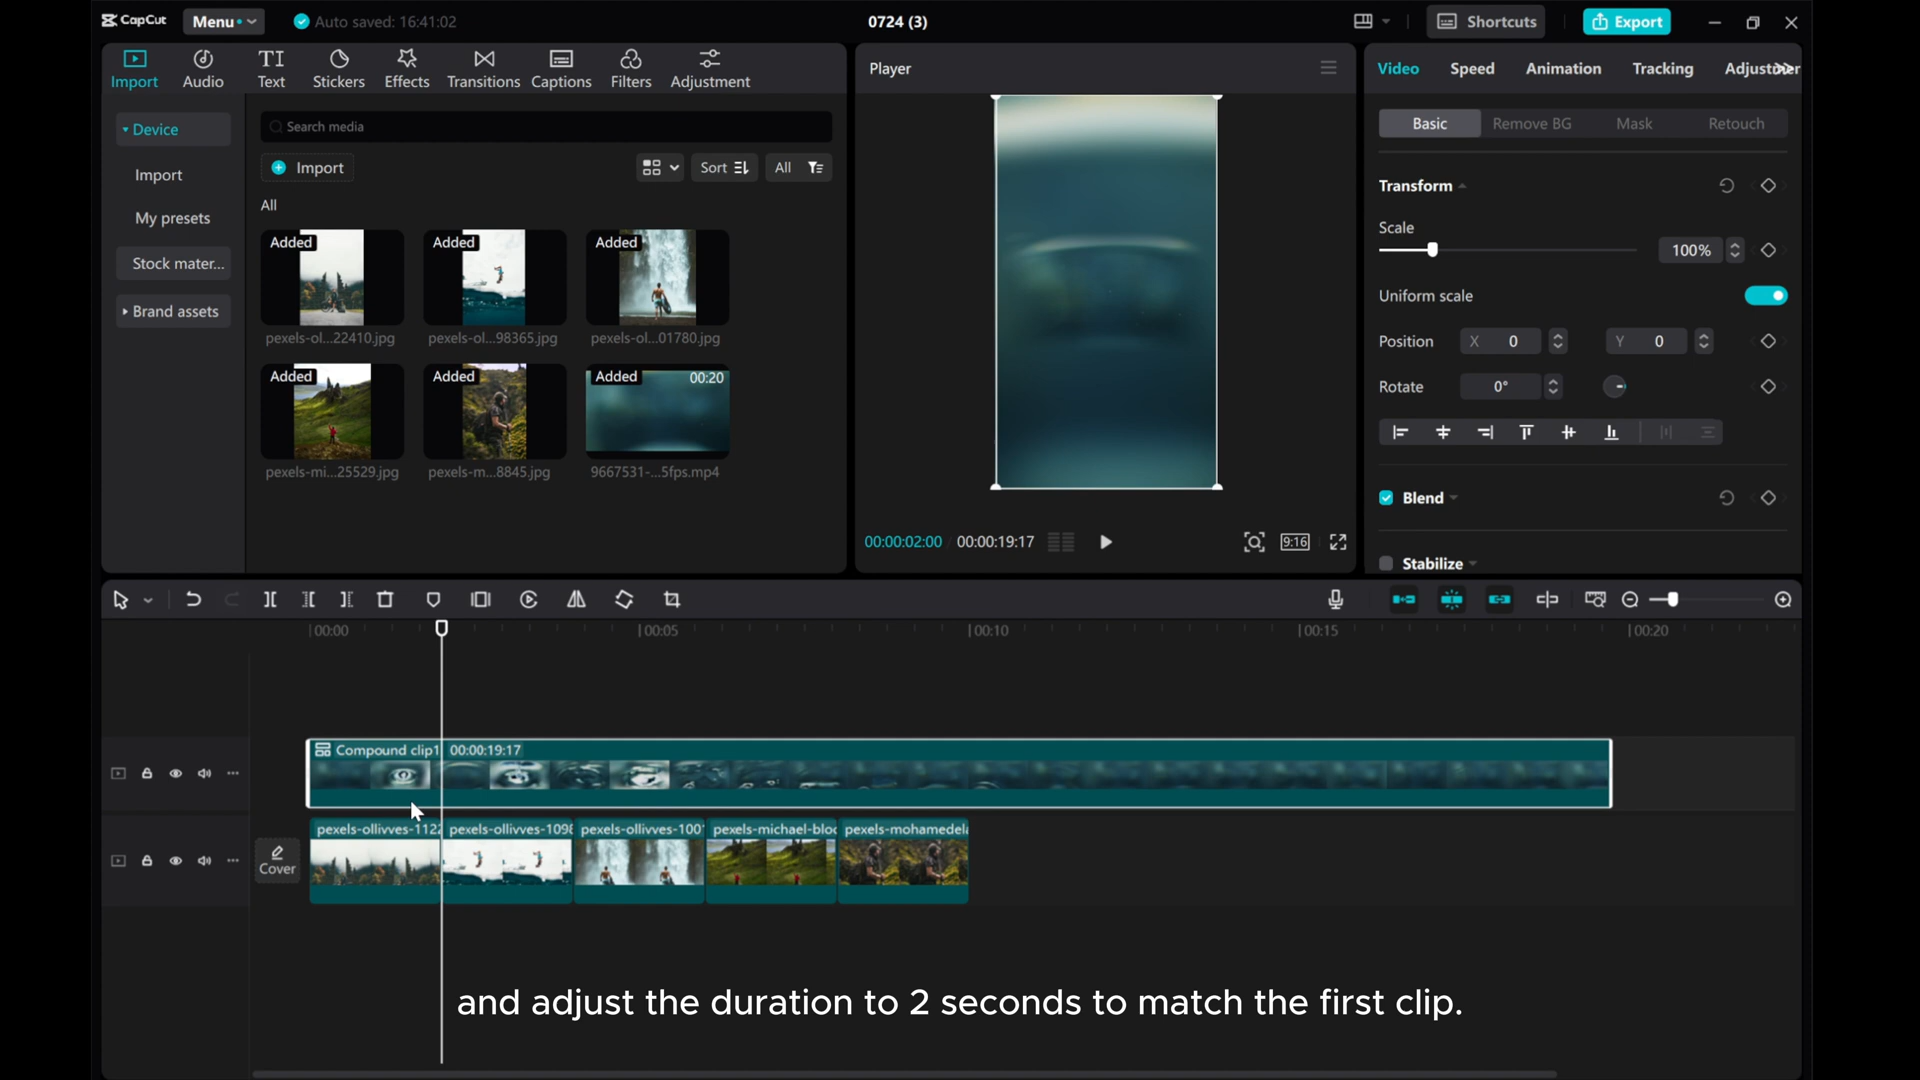 CapCut
Menu
Auto saved: 16:41:02
0724 (3)
Shortcuts
Export
Import
Audio
TI
Text
Stickers
Effects
Transitions
Captions
Filters
Adjustment
Device
Import
My presets
Stock mater...
Brand assets
Search media
Import
Sort
All
All
Added
pexels-ol...22410.jpg
Added
pexels-ol...98365.jpg
Added
pexels-ol...01780.jpg
Added
pexels-mi...25529.jpg
Added
pexels-m...8845.jpg
Added 00:20
9667531-...5fps.mp4
Player
00:00:02:00 00:00:19:17
9:16
Video
Speed
Animation
Tracking
Basic
Remove BG
Mask
Retouch
Transform
Scale
100%
Uniform scale
Position X 0 Y 0
Rotate 0°
Blend
Stabilize
00:00 00:05 00:10 00:15 00:20
Compound clip1 00:00:19:17
Cover
pexels-ollivves-1122
pexels-ollivves-1098
pexels-ollivves-1001
pexels-michael-bloc
pexels-mohamedela
and adjust the duration to 2 seconds to match the first clip.